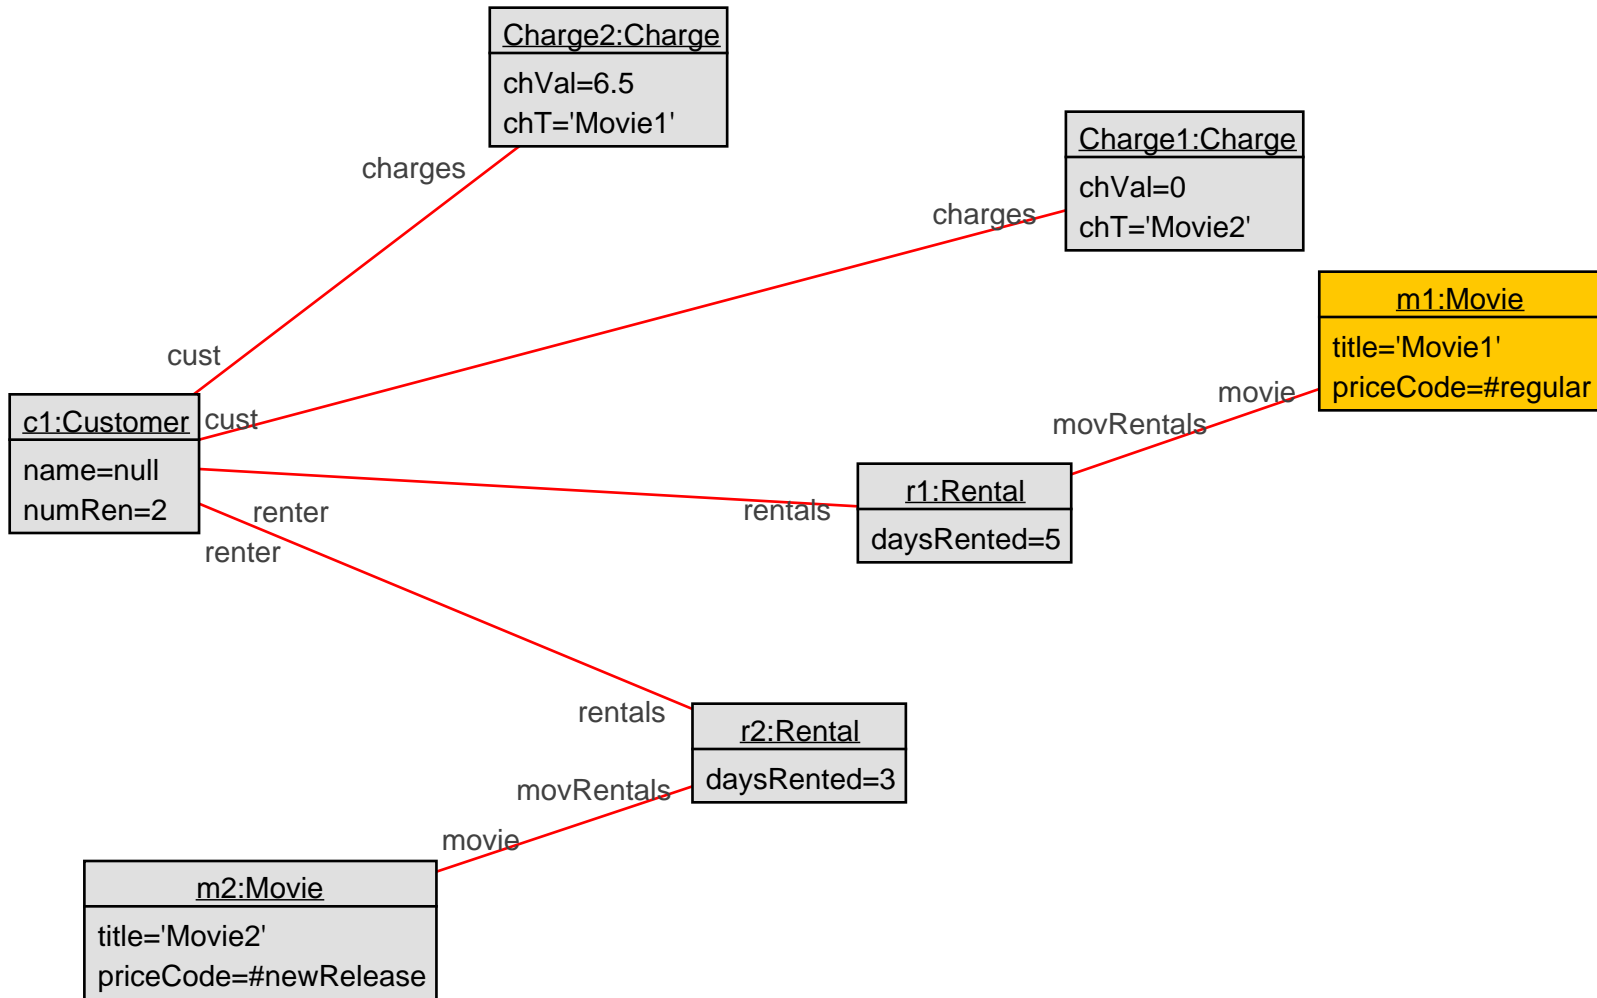 Charge2:Charge
chVal=6.5
chT='Movie1'
charges
Charge1:Charge
chVal=0
chT='Movie2'
charges
m1:Movie
title='Movie1'
priceCode=#regular
cust
cust
c1:Customer
name=null
numRen=2
movie
movRentals
r1:Rental
daysRented=5
rentals
renter
renter
rentals
r2:Rental
daysRented=3
movRentals
movie
m2:Movie
title='Movie2'
priceCode=#newRelease